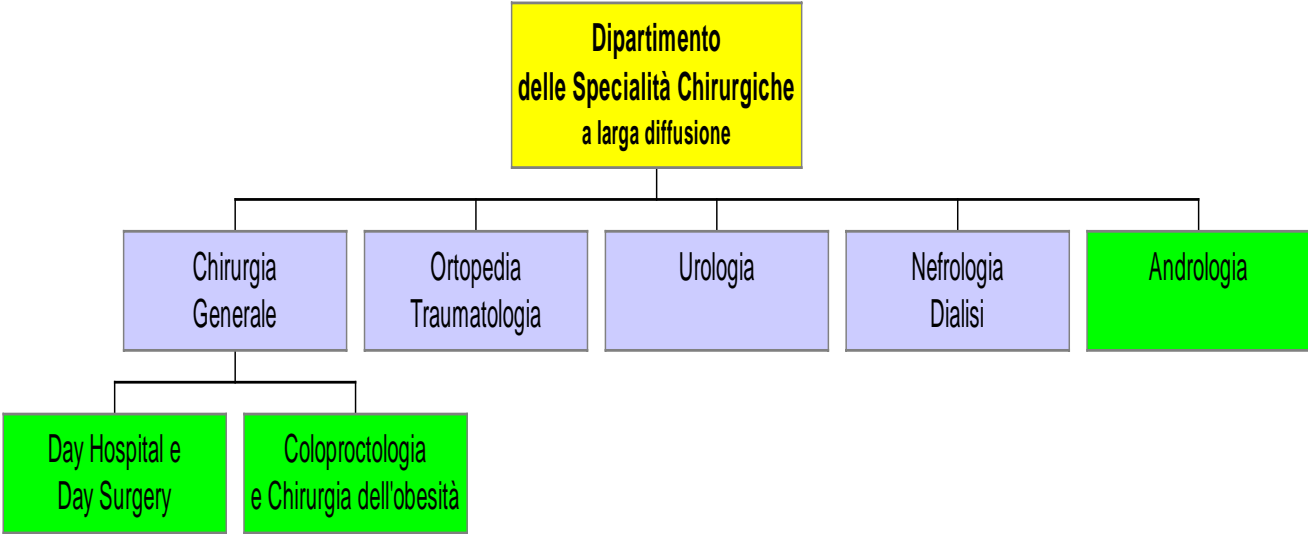 Dipartimento
delle Specialità Chirurgiche
a larga diffusione
Chirurgia
Generale
Ortopedia
Traumatologia
Urologia
Nefrologia
Dialisi
Andrologia
Day Hospital e
Day Surgery
Coloproctologia
e Chirurgia dell'obesità